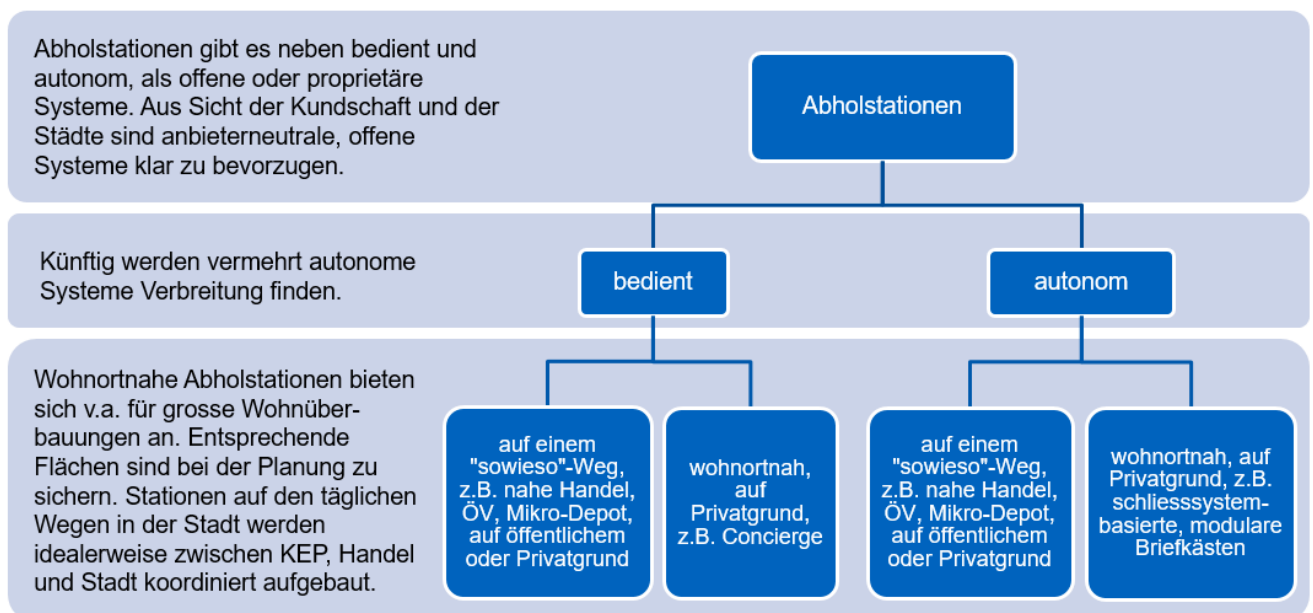 Abholstationen gibt es neben bedient und
autonom, als offene oder proprietäre
Systeme. Aus Sicht der Kundschaft und der
Städte sind anbieterneutrale, offene
Systeme klar zu bevorzugen.
Abholstationen
Künftig werden vermehrt autonome
Systeme Verbreitung finden.
bedient
autonom
Wohnortnahe Abholstationen bieten
sich v.a. für grosse Wohnüber-
bauungen an. Entsprechende
Flächen sind bei der Planung zu
sichern. Stationen auf den täglichen
Wegen in der Stadt werden
idealerweise zwischen KEP, Handel
und Stadt koordiniert aufgebaut.
auf einem
"sowieso"-Weg,
z.B. nahe Handel,
ÖV, Mikro-Depot,
auf öffentlichem
oder Privatgrund
wohnortnah,
auf
Privatgrund,
z.B. Concierge
auf einem
"sowieso"-Weg,
z.B. nahe Handel,
ÖV, Mikro-Depot,
auf öffentlichem
oder Privatgrund
wohnortnah, auf
Privatgrund, z.B.
schliesssystem-
basierte, modulare
Briefkästen